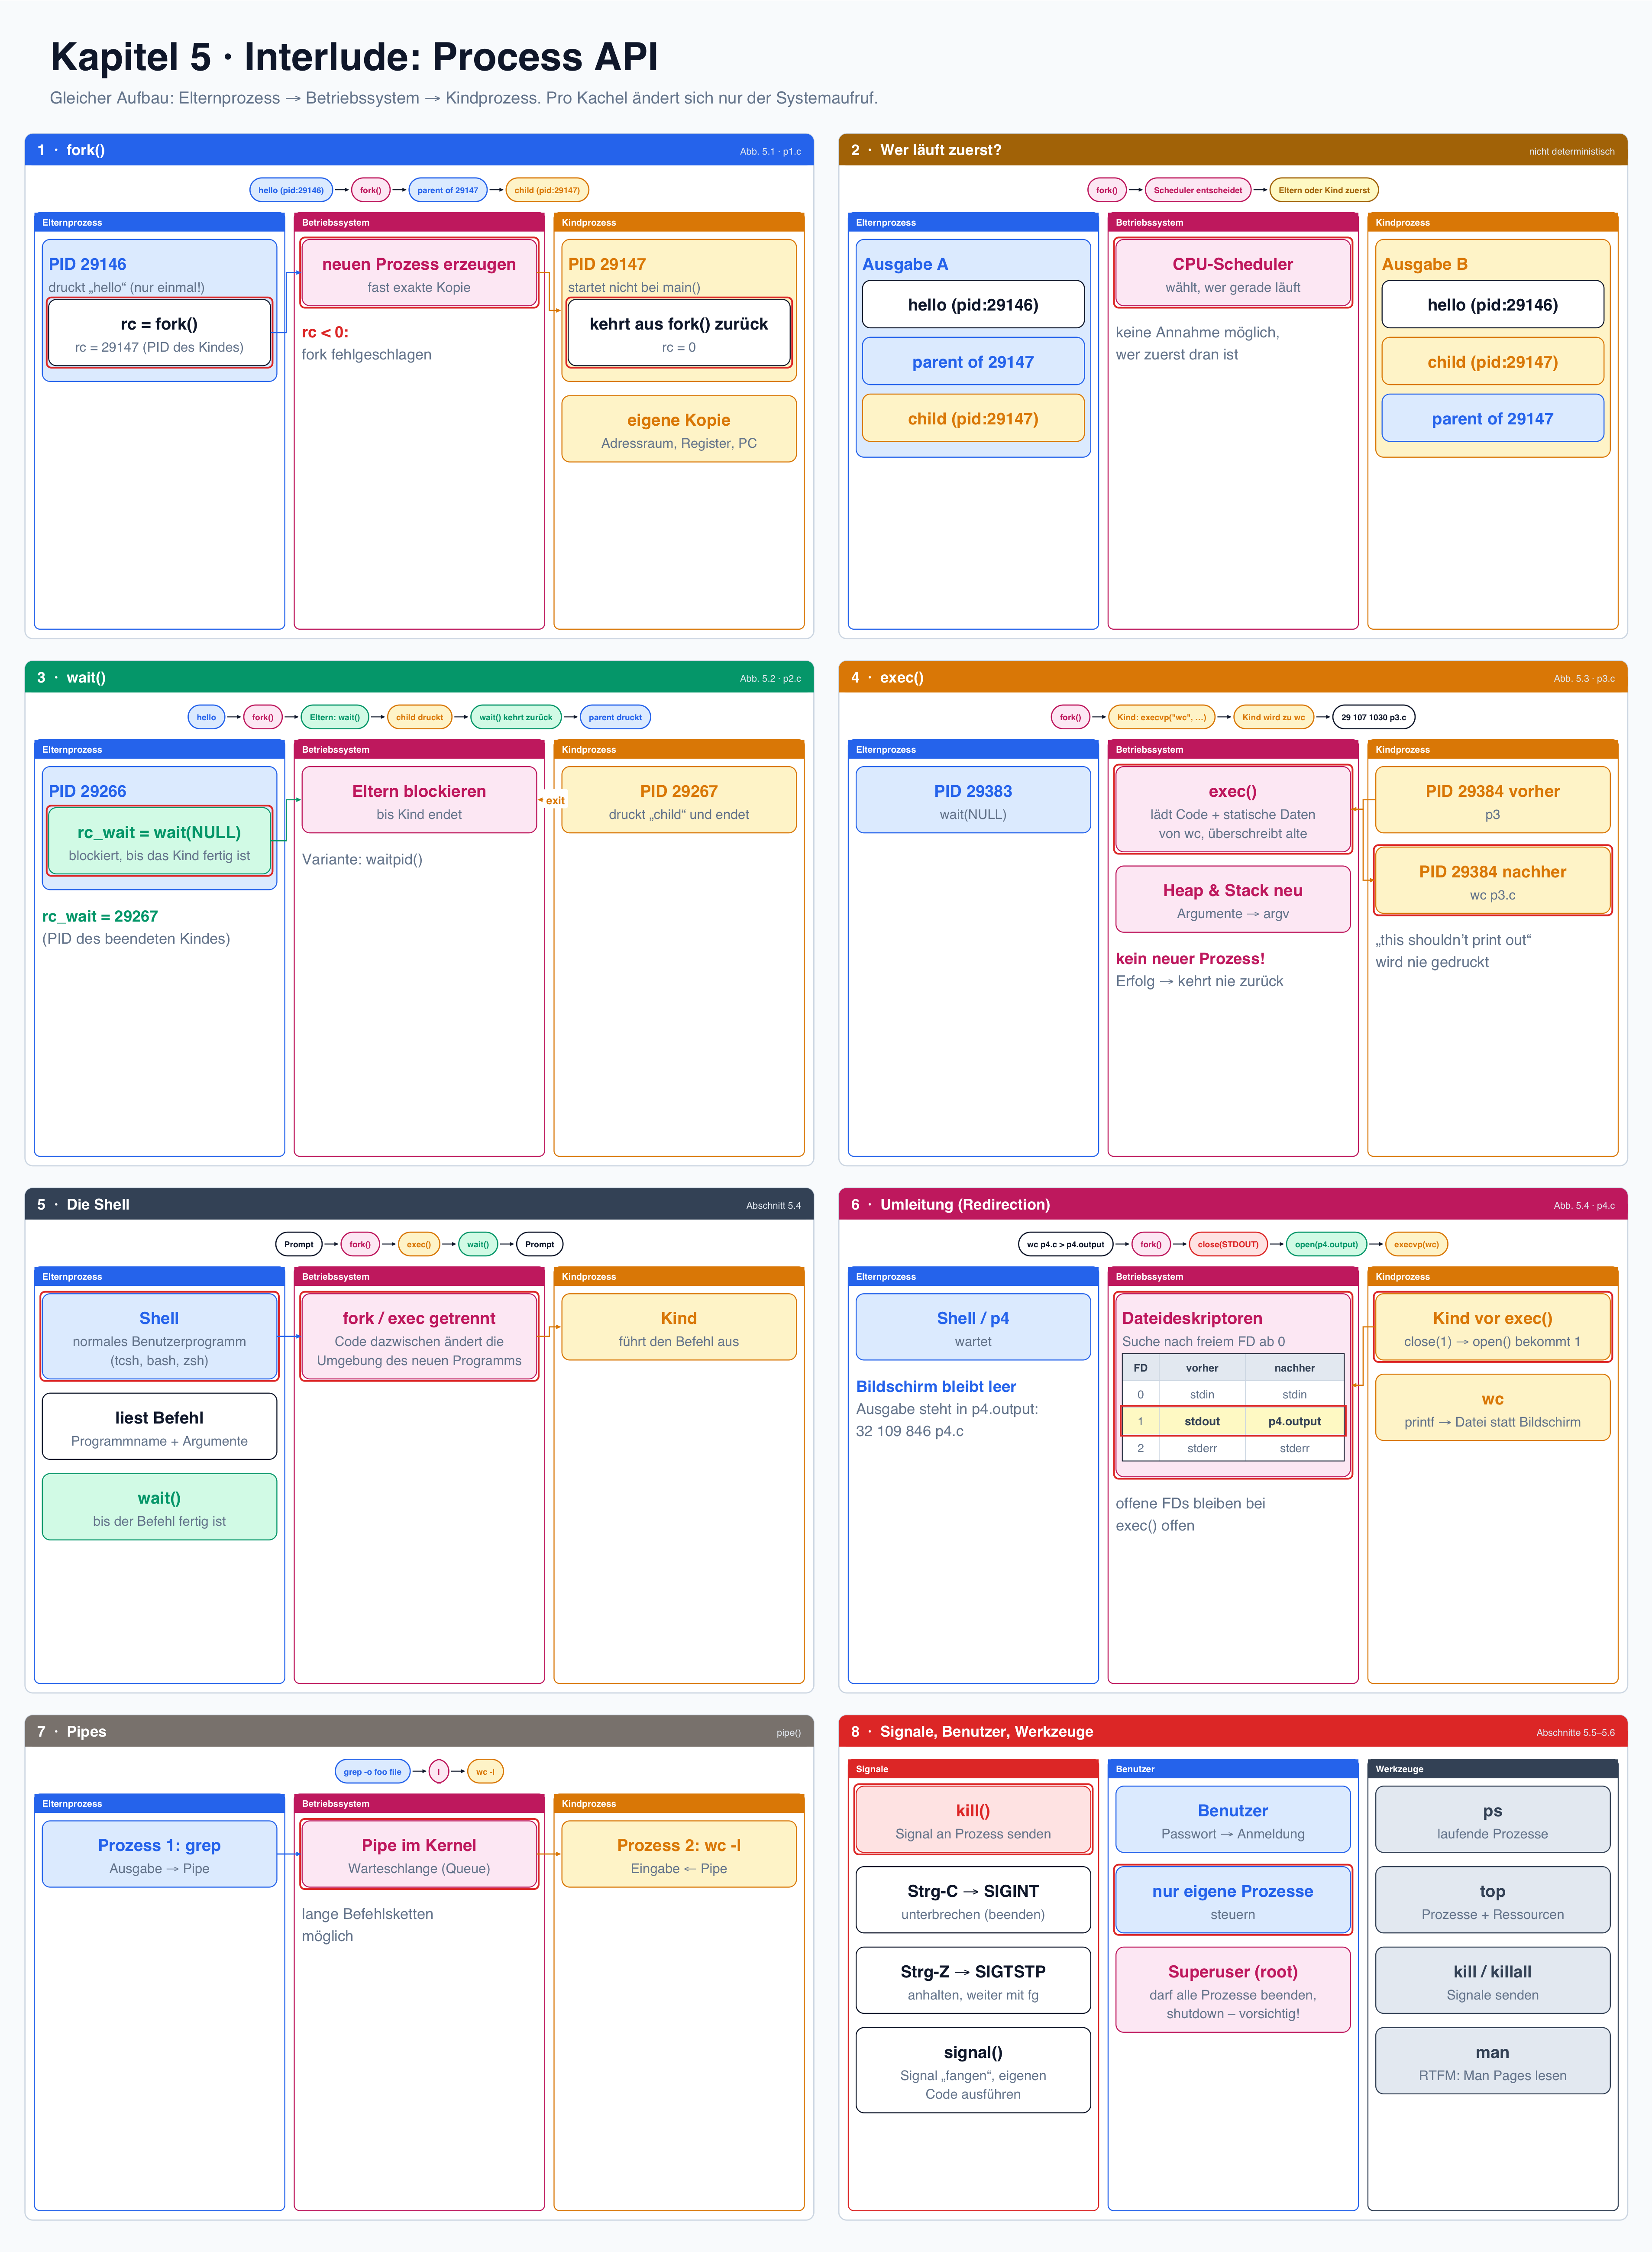 Kapitel 5 · Interlude: Process API
Gleicher Aufbau: Elternprozess → Betriebssystem → Kindprozess. Pro Kachel ändert sich nur der Systemaufruf.
1 · fork()
Abb. 5.1 · p1.c
hello (pid:29146) → fork() → parent of 29147 → child (pid:29147)
Elternprozess
PID 29146
druckt „hello“ (nur einmal!)
rc = fork()
rc = 29147 (PID des Kindes)
Betriebssystem
neuen Prozess erzeugen
fast exakte Kopie
rc < 0:
fork fehlgeschlagen
Kindprozess
PID 29147
startet nicht bei main()
kehrt aus fork() zurück
rc = 0
eigene Kopie
Adressraum, Register, PC
2 · Wer läuft zuerst?
nicht deterministisch
fork() → Scheduler entscheidet → Eltern oder Kind zuerst
Elternprozess
Ausgabe A
hello (pid:29146)
parent of 29147
child (pid:29147)
Betriebssystem
CPU-Scheduler
wählt, wer gerade läuft
keine Annahme möglich,
wer zuerst dran ist
Kindprozess
Ausgabe B
hello (pid:29146)
child (pid:29147)
parent of 29147
3 · wait()
Abb. 5.2 · p2.c
hello → fork() → Eltern: wait() → child druckt → wait() kehrt zurück → parent druckt
Elternprozess
PID 29266
rc_wait = wait(NULL)
blockiert, bis das Kind fertig ist
rc_wait = 29267
(PID des beendeten Kindes)
Betriebssystem
Eltern blockieren
bis Kind endet
Variante: waitpid()
exit
Kindprozess
PID 29267
druckt „child“ und endet
4 · exec()
Abb. 5.3 · p3.c
fork() → Kind: execvp("wc", …) → Kind wird zu wc → 29 107 1030 p3.c
Elternprozess
PID 29383
wait(NULL)
Betriebssystem
exec()
lädt Code + statische Daten
von wc, überschreibt alte
Heap & Stack neu
Argumente → argv
kein neuer Prozess!
Erfolg → kehrt nie zurück
Kindprozess
PID 29384 vorher
p3
PID 29384 nachher
wc p3.c
„this shouldn’t print out“
wird nie gedruckt
5 · Die Shell
Abschnitt 5.4
Prompt → fork() → exec() → wait() → Prompt
Elternprozess
Shell
normales Benutzerprogramm
(tcsh, bash, zsh)
liest Befehl
Programmname + Argumente
wait()
bis der Befehl fertig ist
Betriebssystem
fork / exec getrennt
Code dazwischen ändert die
Umgebung des neuen Programms
Kindprozess
Kind
führt den Befehl aus
6 · Umleitung (Redirection)
Abb. 5.4 · p4.c
wc p4.c > p4.output → fork() → close(STDOUT) → open(p4.output) → execvp(wc)
Elternprozess
Shell / p4
wartet
Bildschirm bleibt leer
Ausgabe steht in p4.output:
32 109 846 p4.c
Betriebssystem
Dateideskriptoren
Suche nach freiem FD ab 0
FD vorher nachher
0 stdin stdin
1 stdout p4.output
2 stderr stderr
offene FDs bleiben bei
exec() offen
Kindprozess
Kind vor exec()
close(1) → open() bekommt 1
wc
printf → Datei statt Bildschirm
7 · Pipes
pipe()
grep -o foo file → | → wc -l
Elternprozess
Prozess 1: grep
Ausgabe → Pipe
Betriebssystem
Pipe im Kernel
Warteschlange (Queue)
lange Befehlsketten
möglich
Kindprozess
Prozess 2: wc -l
Eingabe ← Pipe
8 · Signale, Benutzer, Werkzeuge
Abschnitte 5.5–5.6
Signale
kill()
Signal an Prozess senden
Strg-C → SIGINT
unterbrechen (beenden)
Strg-Z → SIGTSTP
anhalten, weiter mit fg
signal()
Signal „fangen“, eigenen
Code ausführen
Benutzer
Benutzer
Passwort → Anmeldung
nur eigene Prozesse
steuern
Superuser (root)
darf alle Prozesse beenden,
shutdown – vorsichtig!
Werkzeuge
ps
laufende Prozesse
top
Prozesse + Ressourcen
kill / killall
Signale senden
man
RTFM: Man Pages lesen